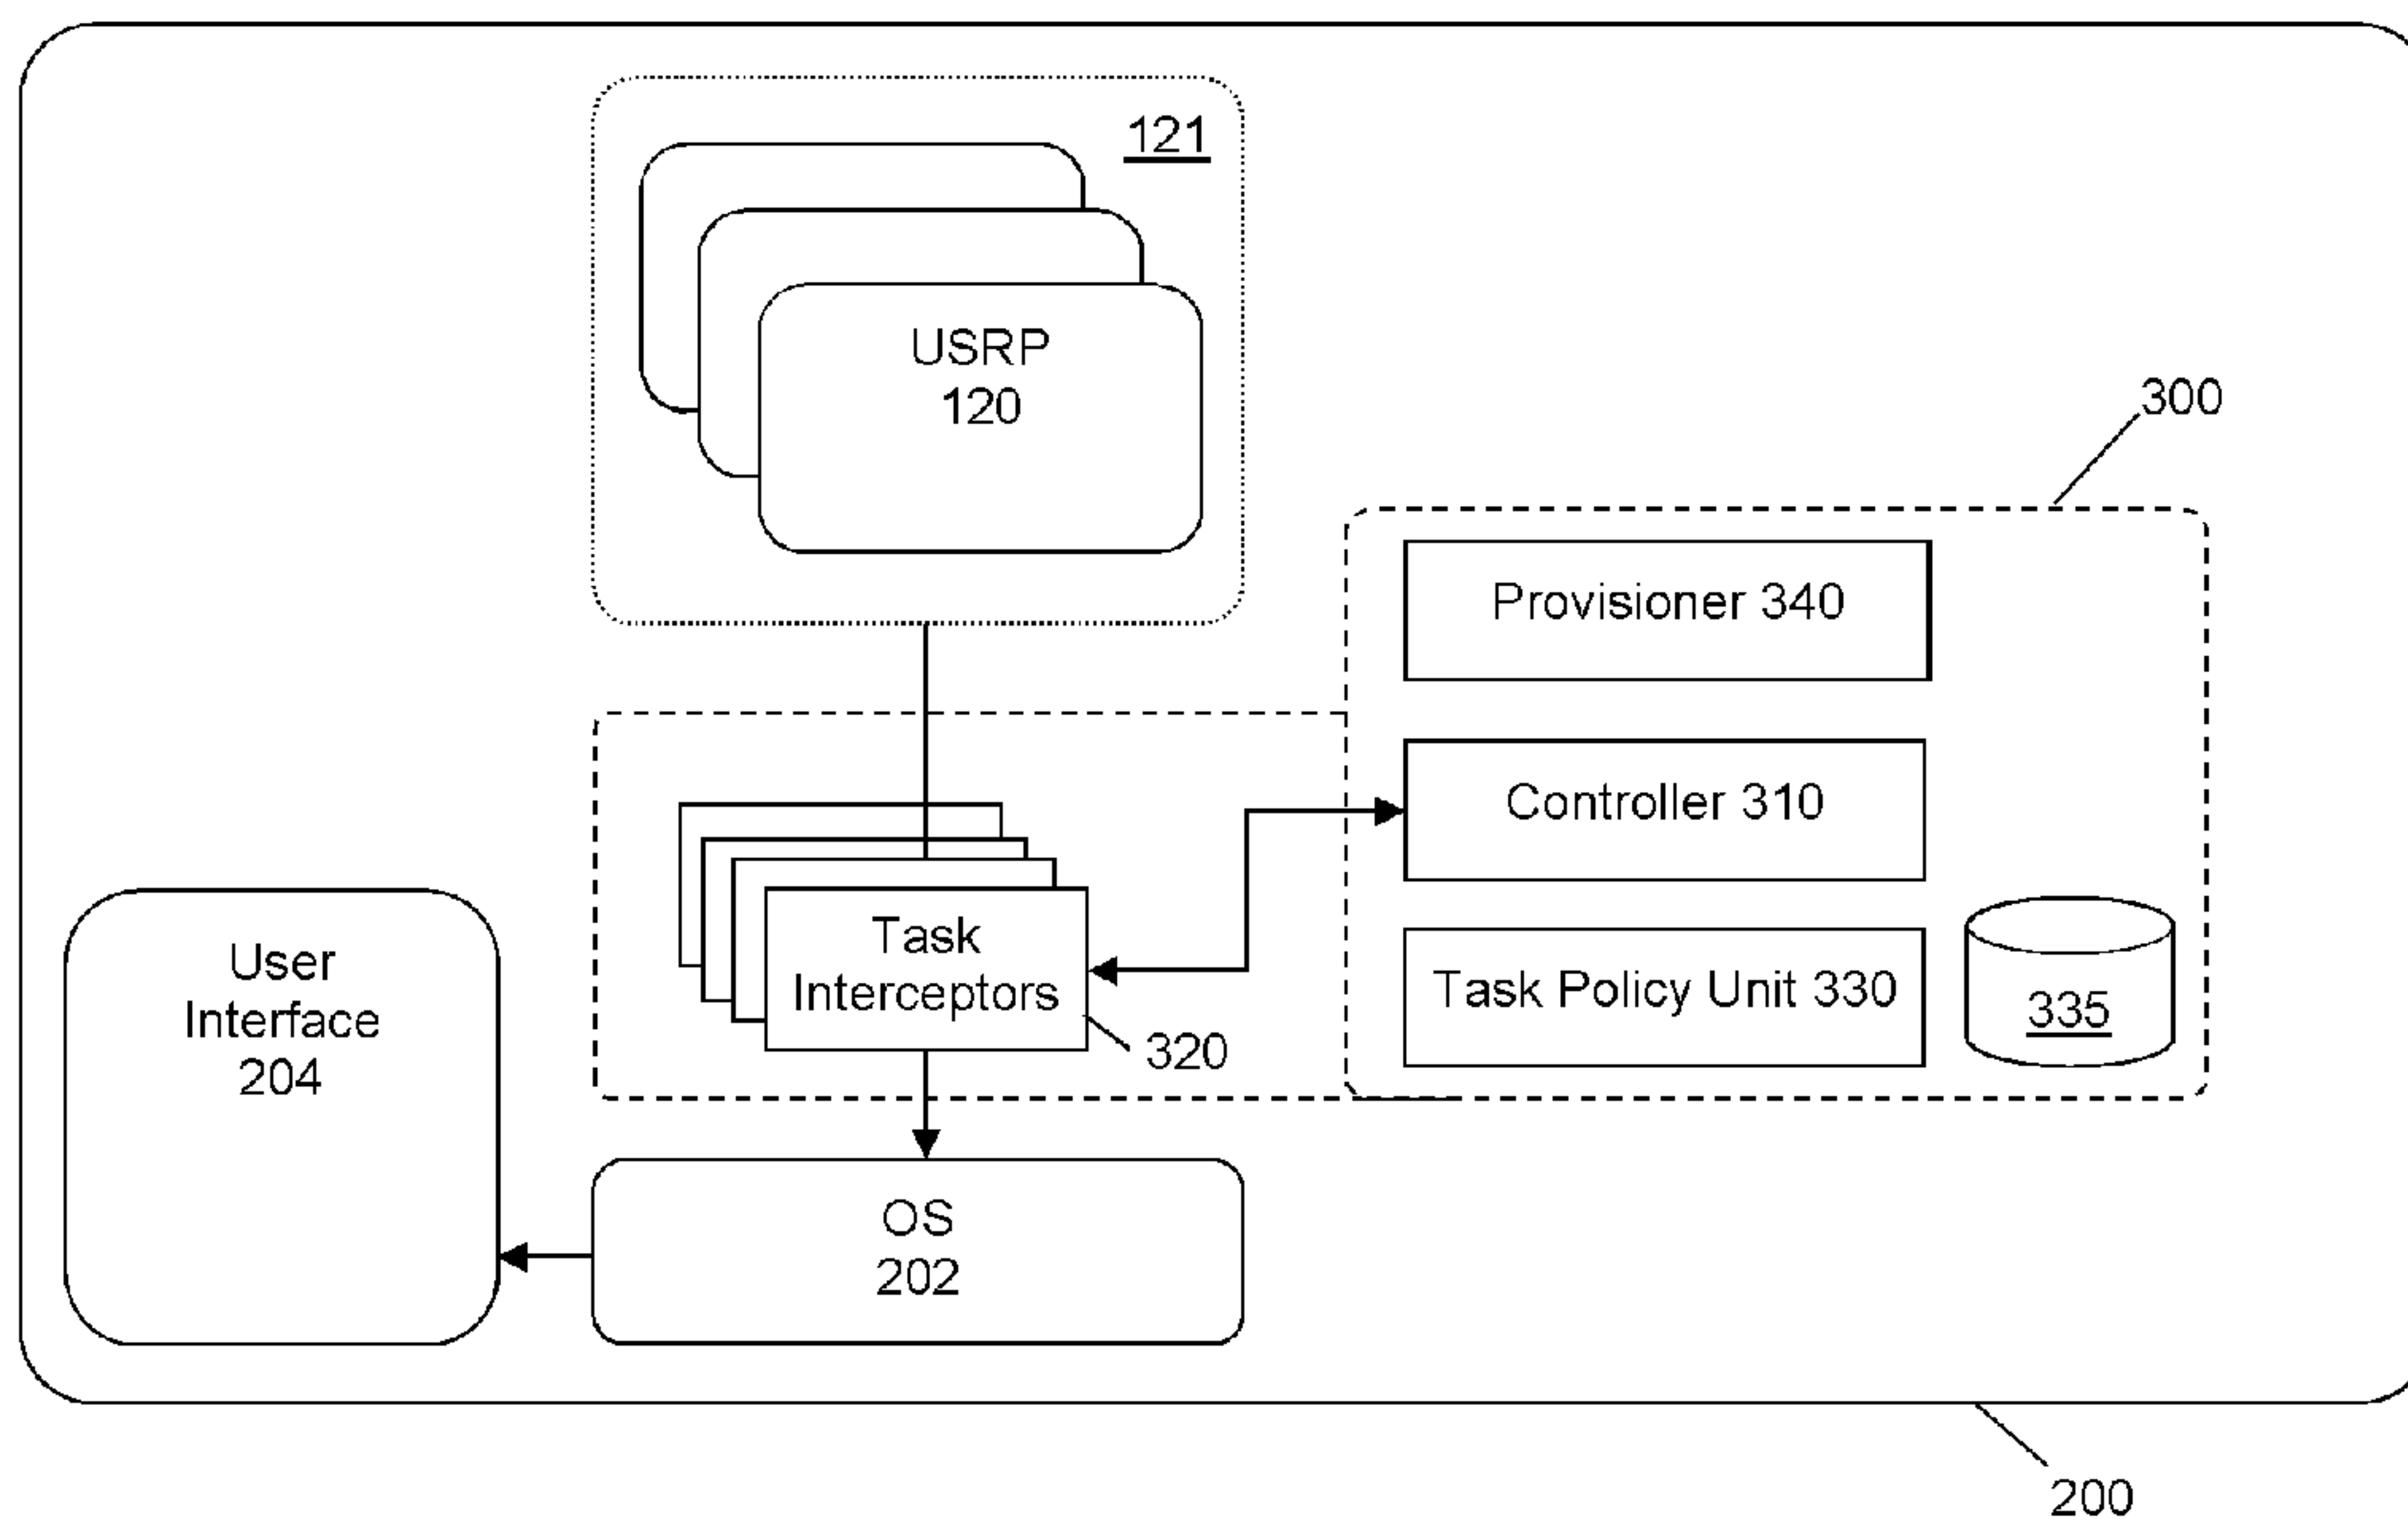 121
USRP
120
300
Provisioner 340
Controller 310
Task
Interceptors
320
Task Policy Unit 330
335
User
Interface
204
OS
202
200